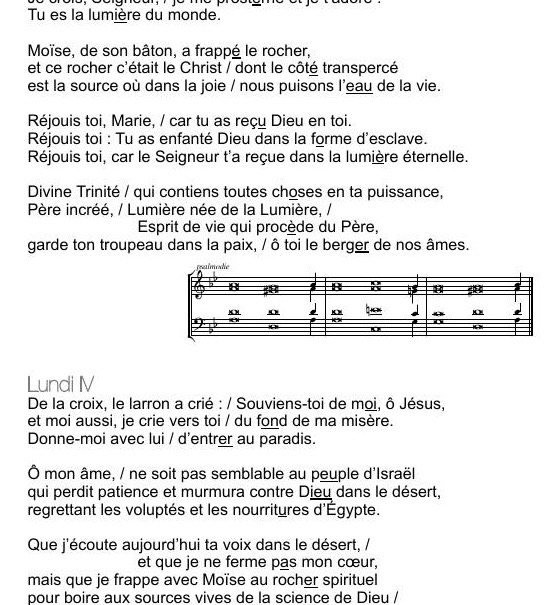 Je crois, Seigneur, / je me prosterne et je t'adore :
Tu es la lumière du monde.
Moïse, de son bâton, a frappé le rocher,
et ce rocher c'était le Christ / dont le côté transpercé
est la source où dans la joie / nous puisons l'eau de la vie.
Réjouis toi, Marie, / car tu as reçu Dieu en toi.
Réjouis toi : Tu as enfanté Dieu dans la forme d'esclave.
Réjouis toi, car le Seigneur t'a reçue dans la lumière éternelle.
Divine Trinité / qui contiens toutes choses en ta puissance,
Père incréé, / Lumière née de la Lumière, /
Esprit de vie qui procède du Père,
garde ton troupeau dans la paix, / ô toi le berger de nos âmes.
psalmodie
Lundi IV
De la croix, le larron a crié : / Souviens-toi de moi, ô Jésus,
et moi aussi, je crie vers toi / du fond de ma misère.
Donne-moi avec lui / d'entrer au paradis.
Ô mon âme, / ne soit pas semblable au peuple d'Israël
qui perdit patience et murmura contre Dieu dans le désert,
regrettant les voluptés et les nourritures d'Égypte.
Que j'écoute aujourd'hui ta voix dans le désert, /
et que je ne ferme pas mon cœur,
mais que je frappe avec Moïse au rocher spirituel
pour boire aux sources vives de la science de Dieu /